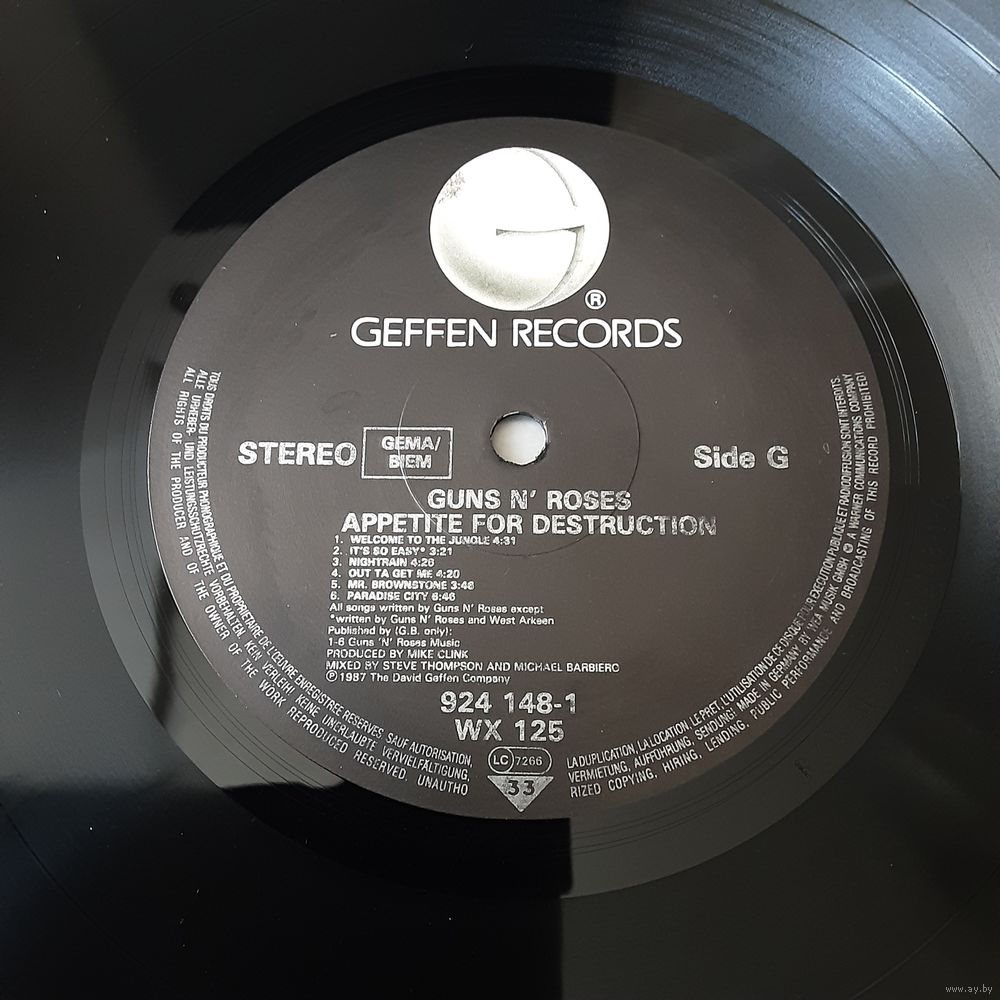 ®
GEFFEN RECORDS
STEREO
GEMA/
BIEM
Side G
GUNS N' ROSES
APPETITE FOR DESTRUCTION
1. WELCOME TO THE JUNGLE 4:31
2. IT'S SO EASY* 3:21
3. NIGHTRAIN 4:26
4. OUT TA GET ME 4:20
5. MR. BROWNSTONE 3:46
6. PARADISE CITY 6:46
All songs written by Guns N' Roses except
*written by Guns N' Roses and West Arkeen
Published by (G.B. only):
1-6 Guns 'N' Roses Music
PRODUCED BY MIKE CLINK
MIXED BY STEVE THOMPSON AND MICHAEL BARBIERO
℗ 1987 The David Geffen Company
924 148-1
WX 125
LC 7266
33
TOUS DROITS DU PRODUCTEUR PHONOGRAPHIQUE ET DU PROPRIETAIRE DE L'ŒUVRE ENREGISTREE RESERVES. SAUF AUTORISATION,
LA DUPLICATION, LA LOCATION, LE PRET, L'UTILISATION DE CE DISQUE POUR EXECUTION PUBLIQUE ET RADIODIFFUSION SONT INTERDITS.
ALLE URHEBER- UND LEISTUNGSSCHUTZRECHTE VORBEHALTEN. KEIN VERLEIH! KEINE UNERLAUBTE VERVIELFÄLTIGUNG,
VERMIETUNG, AUFFÜHRUNG, SENDUNG! MADE IN GERMANY BY WEA MUSIK GMBH A WARNER COMMUNICATIONS COMPANY
ALL RIGHTS OF THE PRODUCER AND OF THE OWNER OF THE WORK REPRODUCED RESERVED. UNAUTHO
RIZED COPYING, HIRING, LENDING, PUBLIC PERFORMANCE AND BROADCASTING OF THIS RECORD PROHIBITED!
www.ay.by